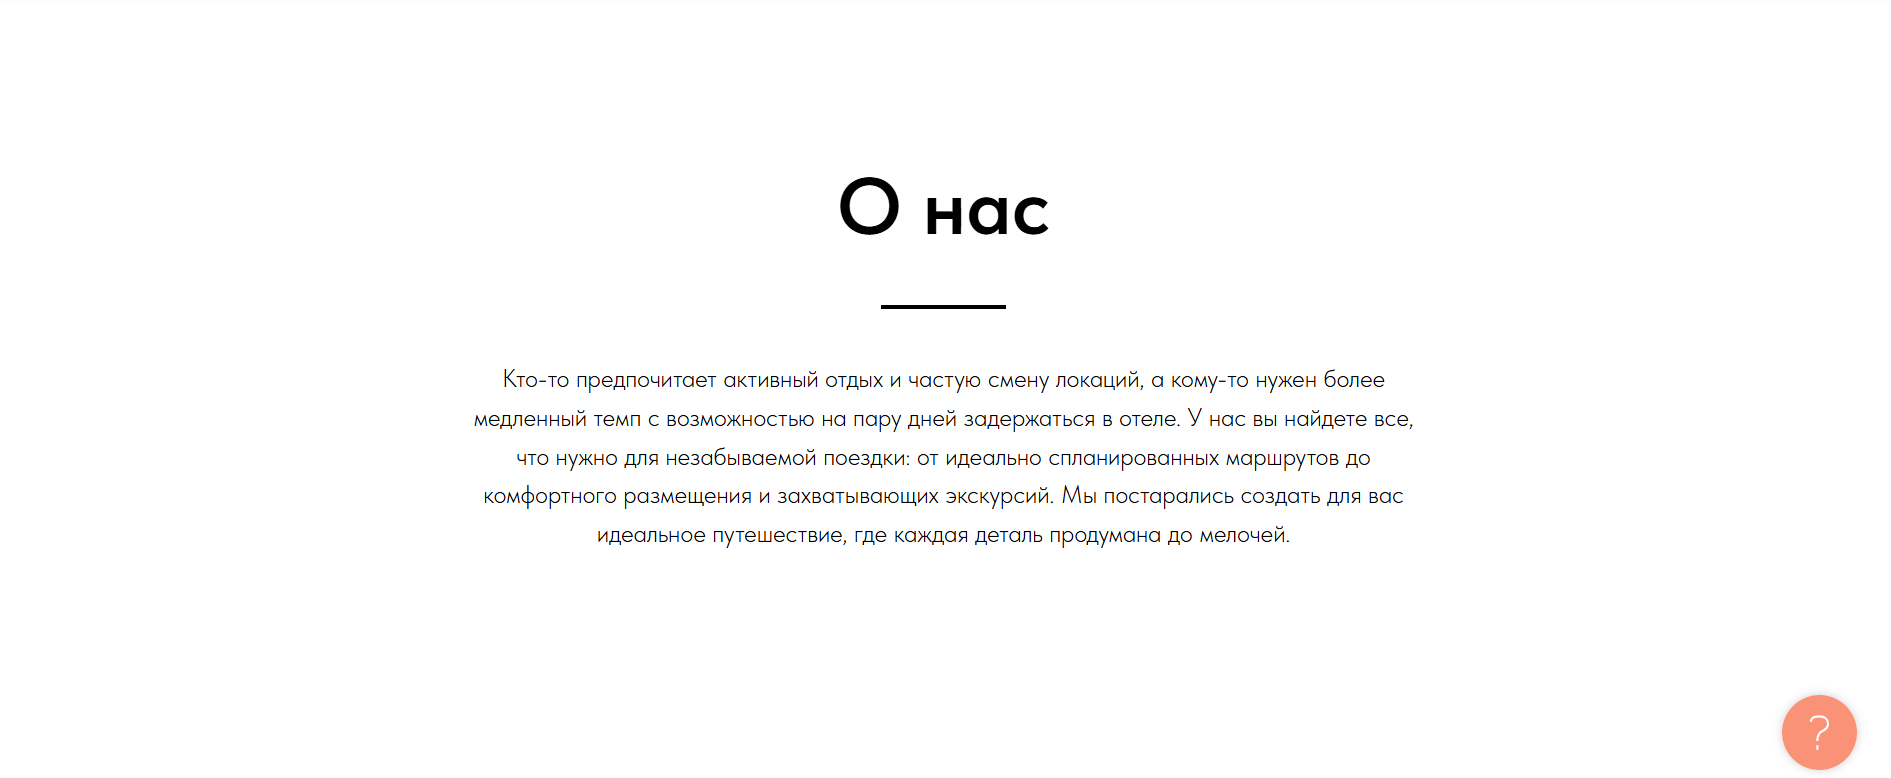 О нас
Кто-то предпочитает активный отдых и частую смену локаций, а кому-то нужен более
медленный темп с возможностью на пару дней задержаться в отеле. У нас вы найдете все,
что нужно для незабываемой поездки: от идеально спланированных маршрутов до
комфортного размещения и захватывающих экскурсий. Мы постарались создать для вас
идеальное путешествие, где каждая деталь продумана до мелочей.
?